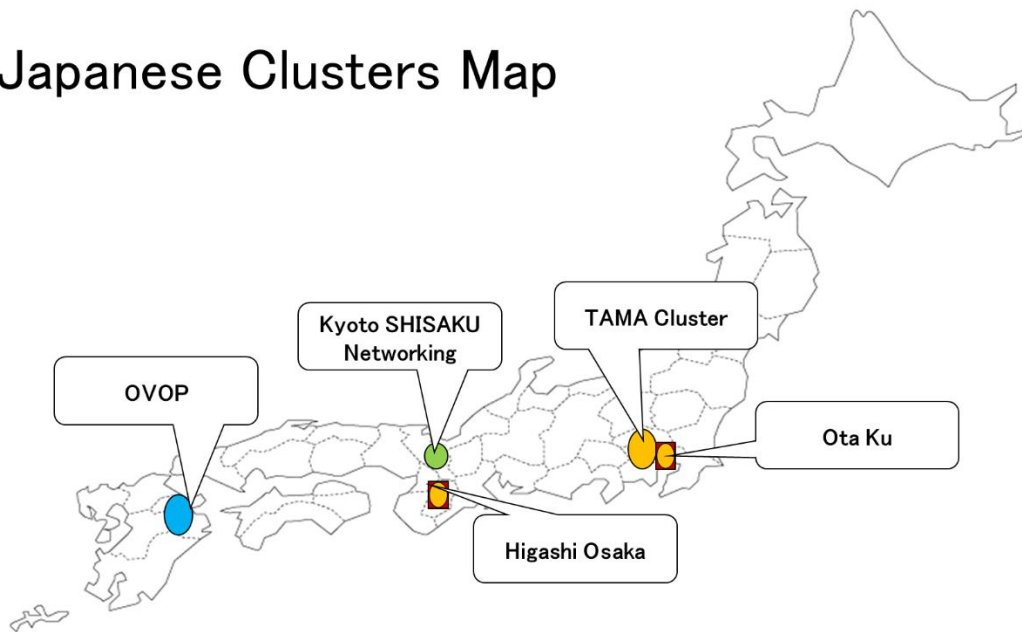 Japanese Clusters Map
Kyoto SHISAKU
Networking
TAMA Cluster
OVOP
Ota Ku
Higashi Osaka